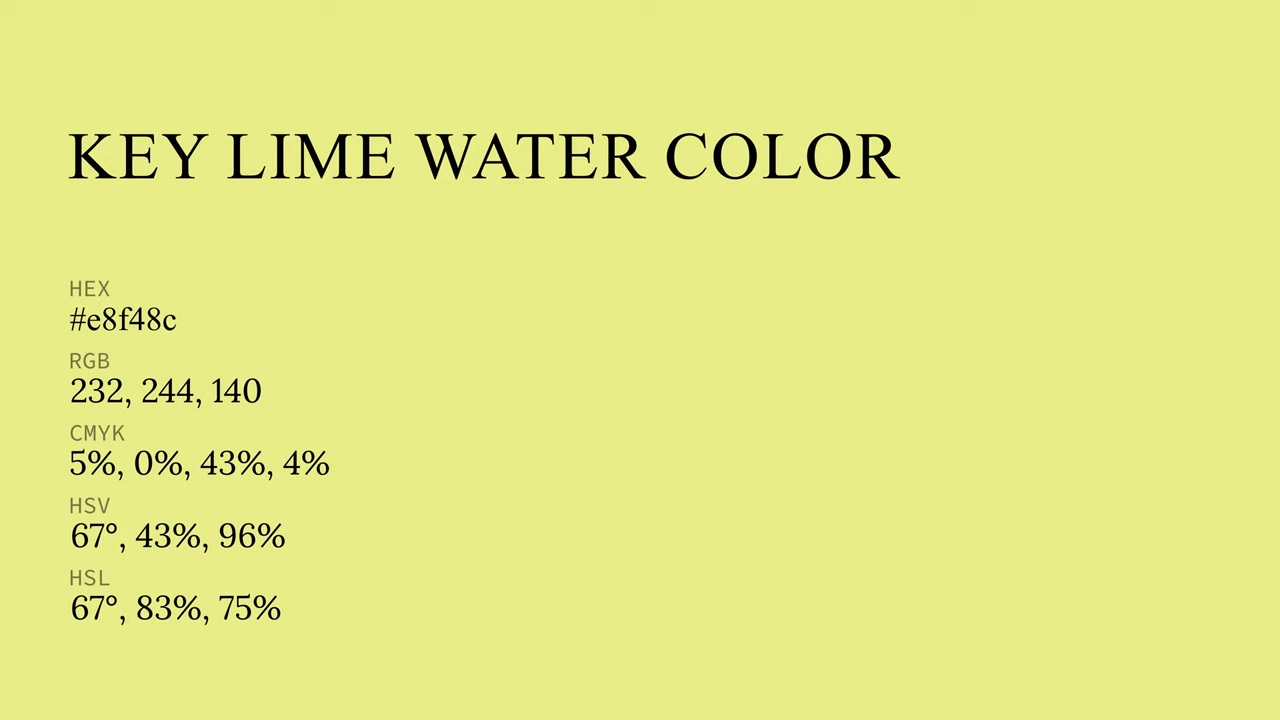 KEY LIME WATER COLOR
HEX
#e8f48c
RGB
232, 244, 140
CMYK
5%, 0%, 43%, 4%
HSV
67°, 43%, 96%
HSL
67°, 83%, 75%